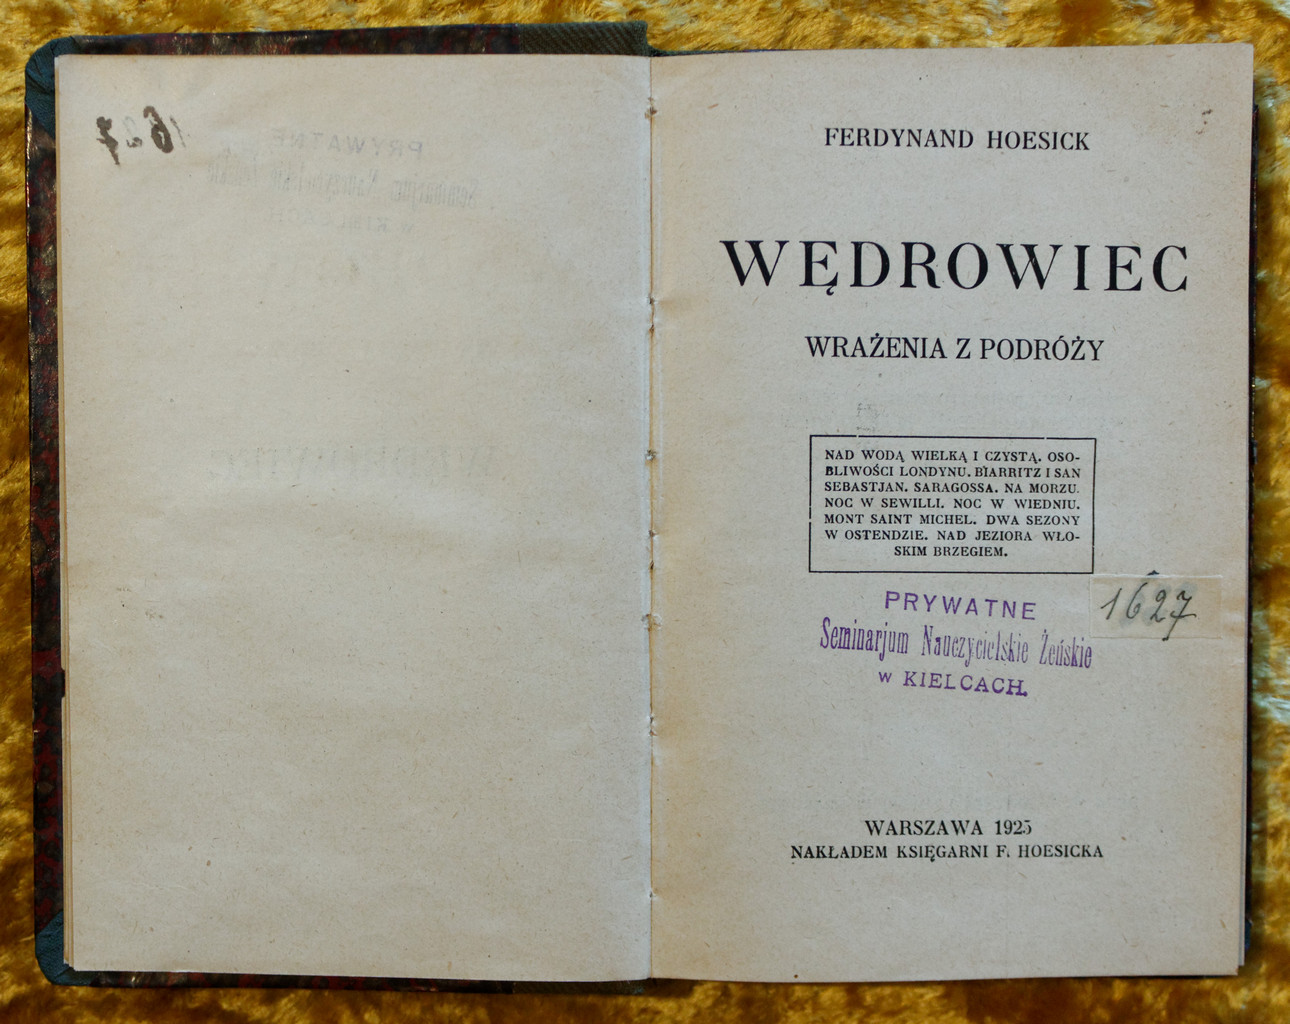 1627
PRYWATNE
w KIELCACH
FERDYNAND HOESICK
WĘDROWIEC
WRAŻENIA Z PODRÓŻY
NAD WODĄ WIELKĄ I CZYSTĄ. OSO-
BLIWOŚCI LONDYNU. BIARRITZ I SAN
SEBASTJAN. SARAGOSSA. NA MORZU.
NOC W SEWILLI. NOC W WIEDNIU.
MONT SAINT MICHEL. DWA SEZONY
W OSTENDZIE. NAD JEZIORA WŁO-
SKIM BRZEGIEM.
PRYWATNE
Seminarjum Nauczycielskie Żeńskie
w KIELCACH.
1627
WARSZAWA 1925
NAKŁADEM KSIĘGARNI F. HOESICKA